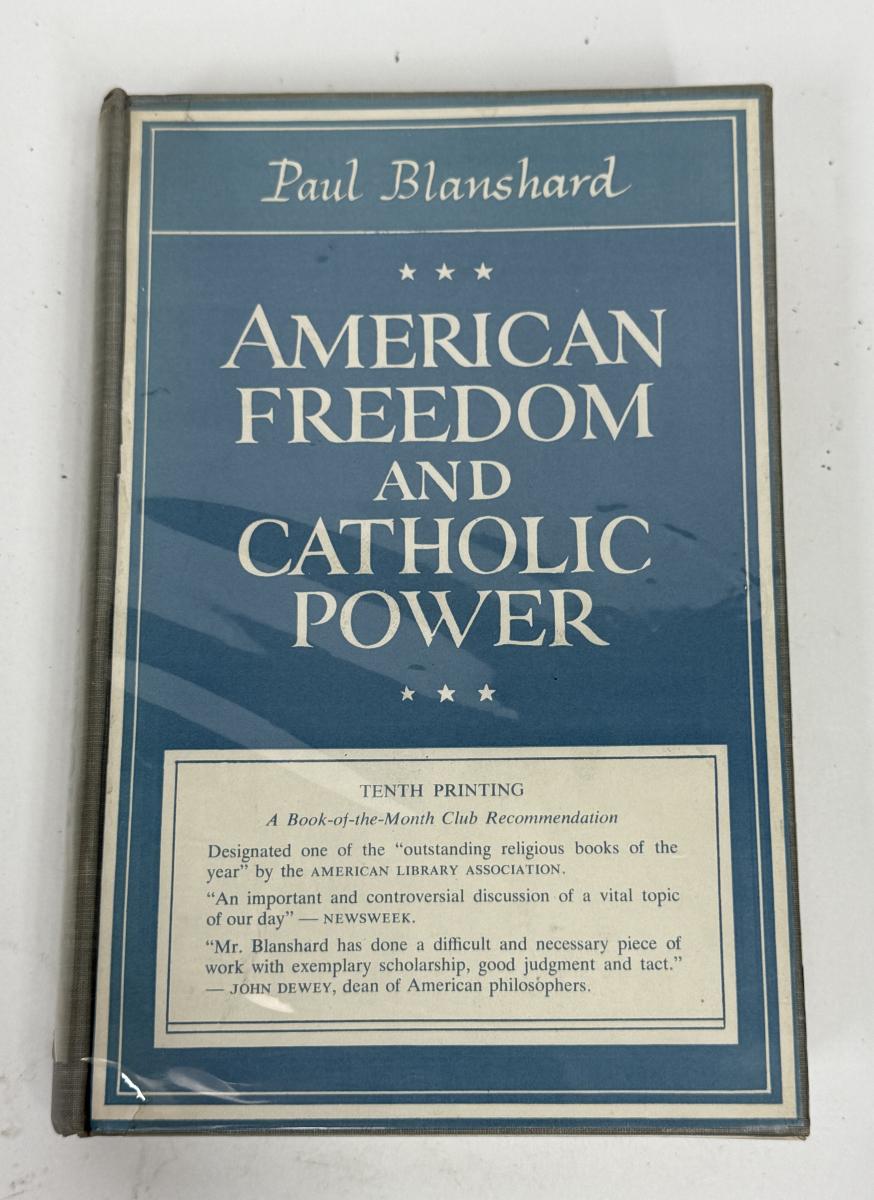 Paul Blanshard
AMERICAN
FREEDOM
AND
CATHOLIC
POWER
TENTH PRINTING
A Book-of-the-Month Club Recommendation
Designated one of the “outstanding religious books of the
year” by the AMERICAN LIBRARY ASSOCIATION.
“An important and controversial discussion of a vital topic
of our day” — NEWSWEEK.
“Mr. Blanshard has done a difficult and necessary piece of
work with exemplary scholarship, good judgment and tact.”
— JOHN DEWEY, dean of American philosophers.